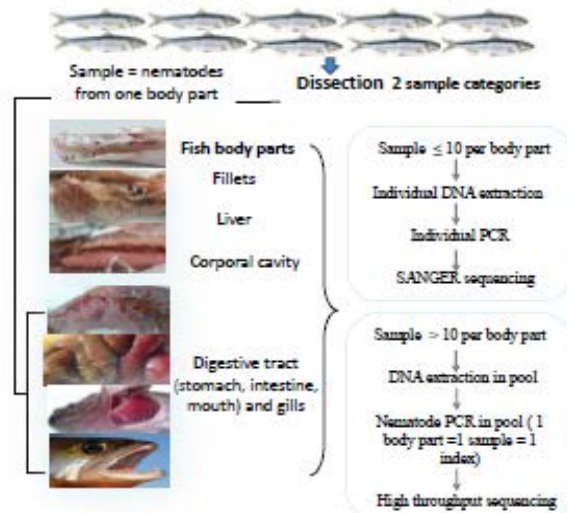 Sample = nematodes
from one body part
Dissection 2 sample categories
Fish body parts
Fillets
Liver
Corporal cavity
Digestive tract
(stomach, intestine,
mouth) and gills
Sample ≤ 10 per body part
Individual DNA extraction
Individual PCR
SANGER sequencing
Sample > 10 per body part
DNA extraction in pool
Nematode PCR in pool ( 1
body part =1 sample = 1
index)
High throughput sequencing